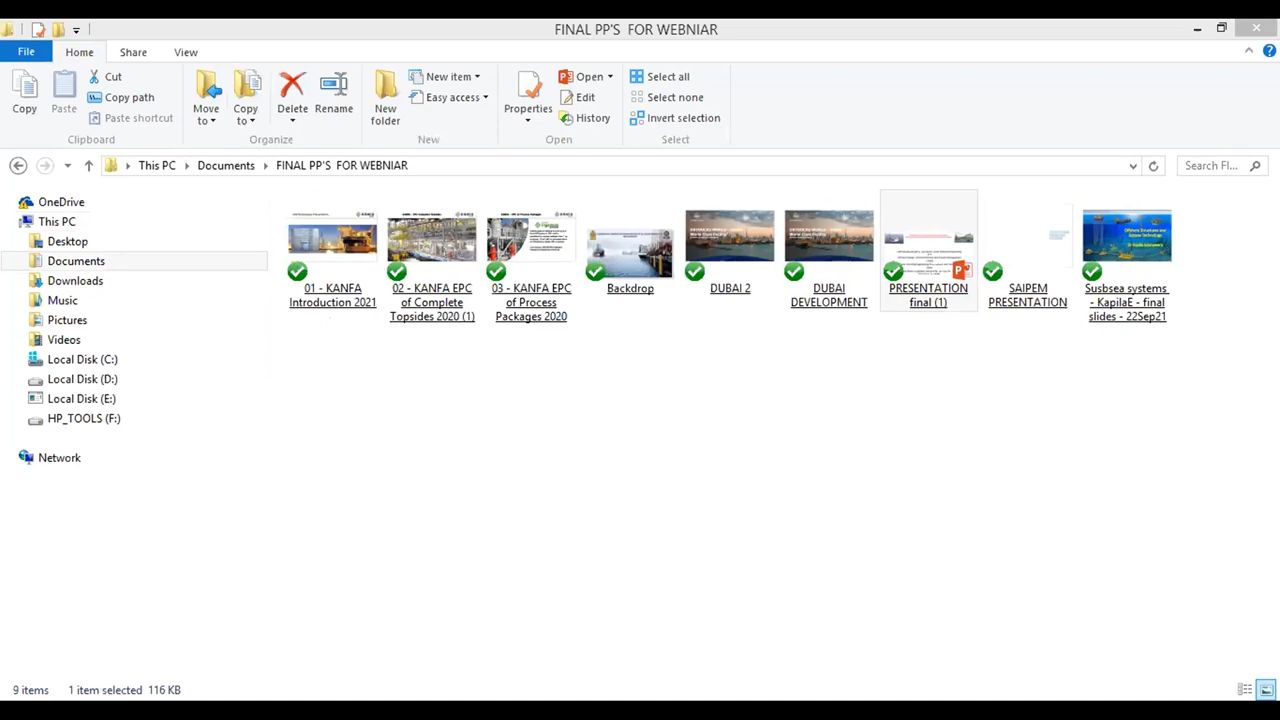 FINAL PP'S  FOR WEBNIAR
File
Home
Share
View
Copy
Paste
Cut
Copy path
Paste shortcut
Clipboard
Move to
Copy to
Delete
Rename
Organize
New folder
New item
Easy access
New
Properties
Open
Edit
History
Open
Select all
Select none
Invert selection
Select
This PC
Documents
FINAL PP'S  FOR WEBNIAR
Search Fl...
OneDrive
This PC
Desktop
Documents
Downloads
Music
Pictures
Videos
Local Disk (C:)
Local Disk (D:)
Local Disk (E:)
HP_TOOLS (F:)
Network
01 - KANFA
Introduction 2021
02 - KANFA EPC
of Complete
Topsides 2020 (1)
03 - KANFA EPC
of Process
Packages 2020
Backdrop
DUBAI 2
DUBAI
DEVELOPMENT
PRESENTATION
final (1)
SAIPEM
PRESENTATION
Susbsea systems
- KapilaE - final
slides - 22Sep21
9 items
1 item selected  116 KB